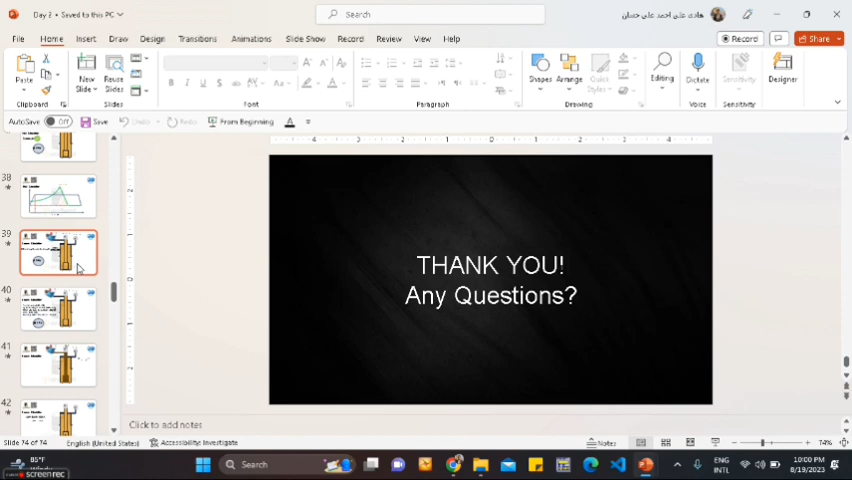 Day 2 • Saved to this PC
Search
هادى على احمد على حسان
File Home Insert Draw Design Transitions Animations Slide Show Record Review View Help
Record
Share
Paste
New Slide
Reuse Slides
Shapes
Arrange
Quick Styles
Editing
Dictate
Sensitivity
Designer
Clipboard Slides Font Paragraph Drawing Voice Sensitivity Designer
AutoSave Off Save Undo Redo From Beginning
38
39
40
41
42
THANK YOU!
Any Questions?
Click to add notes
Slide 74 of 74 English (United States) Accessibility: Investigate Notes 74%
85°F
Search
ENG
INTL
10:00 PM
8/19/2023
screenrec